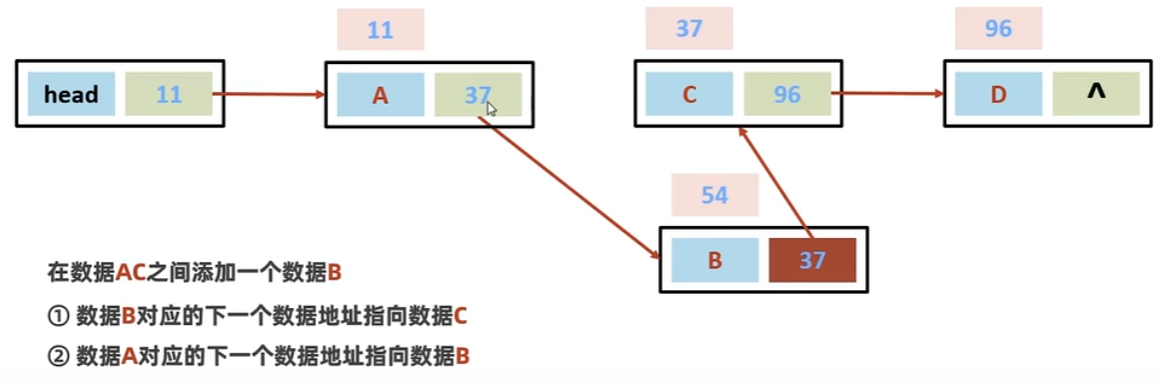 11 37 96
head 11 A 37 C 96 D ^
54
B 37
在数据AC之间添加一个数据B
① 数据B对应的下一个数据地址指向数据C
② 数据A对应的下一个数据地址指向数据B